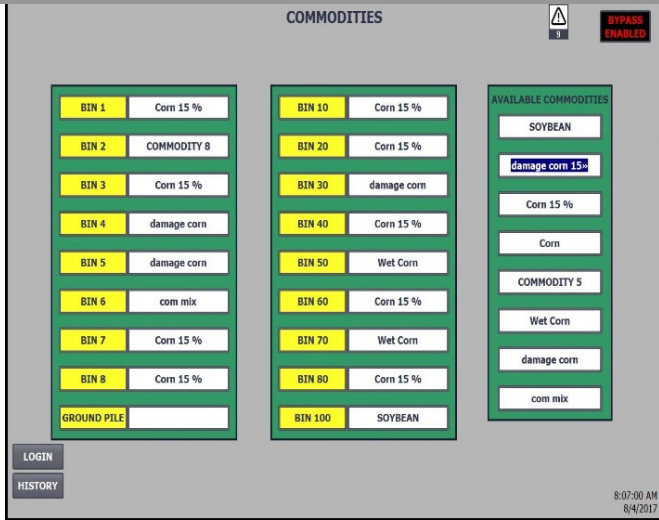 COMMODITIES
9
BYPASS
ENABLED
BIN 1 Corn 15 %
BIN 2 COMMODITY 8
BIN 3 Corn 15 %
BIN 4 damage corn
BIN 5 damage corn
BIN 6 com mix
BIN 7 Corn 15 %
BIN 8 Corn 15 %
GROUND PILE
BIN 10 Corn 15 %
BIN 20 Corn 15 %
BIN 30 damage corn
BIN 40 Corn 15 %
BIN 50 Wet Corn
BIN 60 Corn 15 %
BIN 70 Wet Corn
BIN 80 Corn 15 %
BIN 100 SOYBEAN
AVAILABLE COMMODITIES
SOYBEAN
damage corn 15»
Corn 15 %
Corn
COMMODITY 5
Wet Corn
damage corn
com mix
LOGIN
HISTORY
8:07:00 AM
8/4/2017